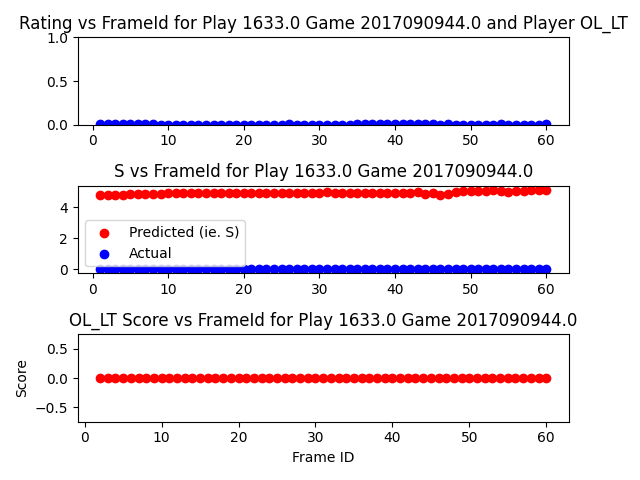 Rating vs FrameId for Play 1633.0 Game 2017090944.0 and Player OL_LT
1.0
0.5
0.0
0 10 20 30 40 50 60
S vs FrameId for Play 1633.0 Game 2017090944.0
4
2
0
Predicted (ie. S)
Actual
0 10 20 30 40 50 60
OL_LT Score vs FrameId for Play 1633.0 Game 2017090944.0
Score
0.5
0.0
−0.5
0 10 20 30 40 50 60
Frame ID